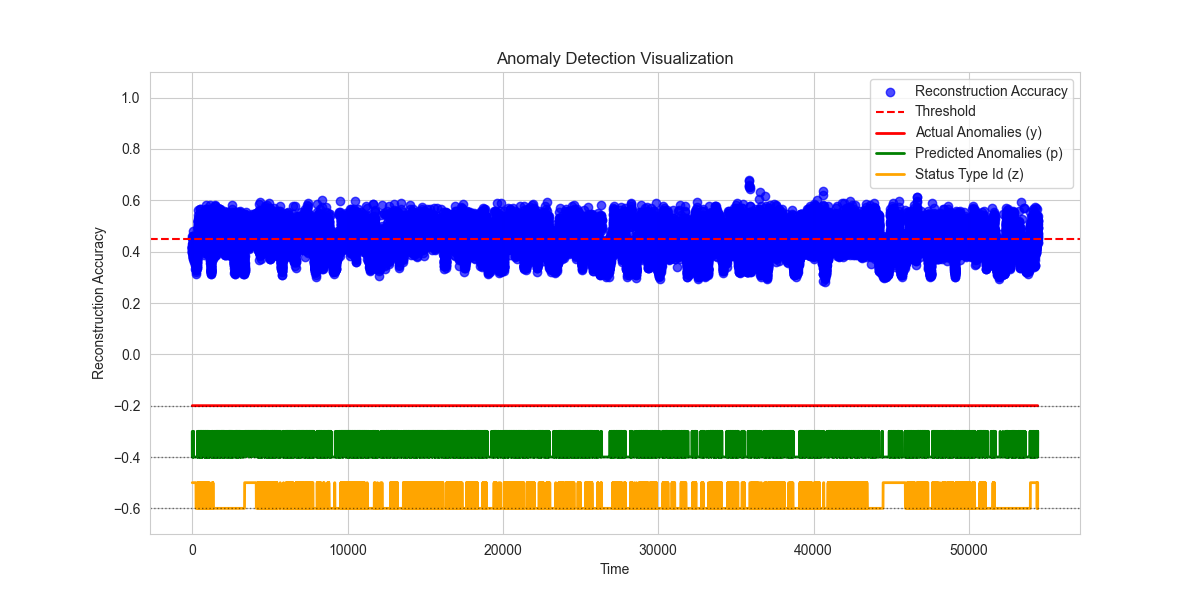 Anomaly Detection Visualization
Reconstruction Accuracy
Threshold
Actual Anomalies (y)
Predicted Anomalies (p)
Status Type Id (z)
Reconstruction Accuracy
1.0
0.8
0.6
0.4
0.2
0.0
−0.2
−0.4
−0.6
0 10000 20000 30000 40000 50000
Time